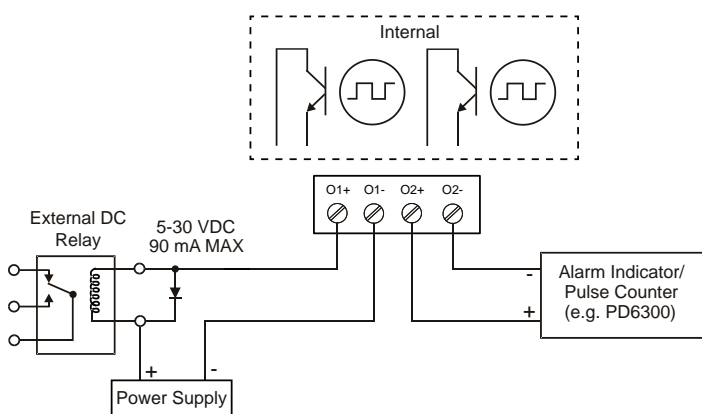 Internal
O1+ O1- O2+ O2-
External DC
Relay
5-30 VDC
90 mA MAX
-
Alarm Indicator/
Pulse Counter
(e.g. PD6300)
+
+ -
Power Supply